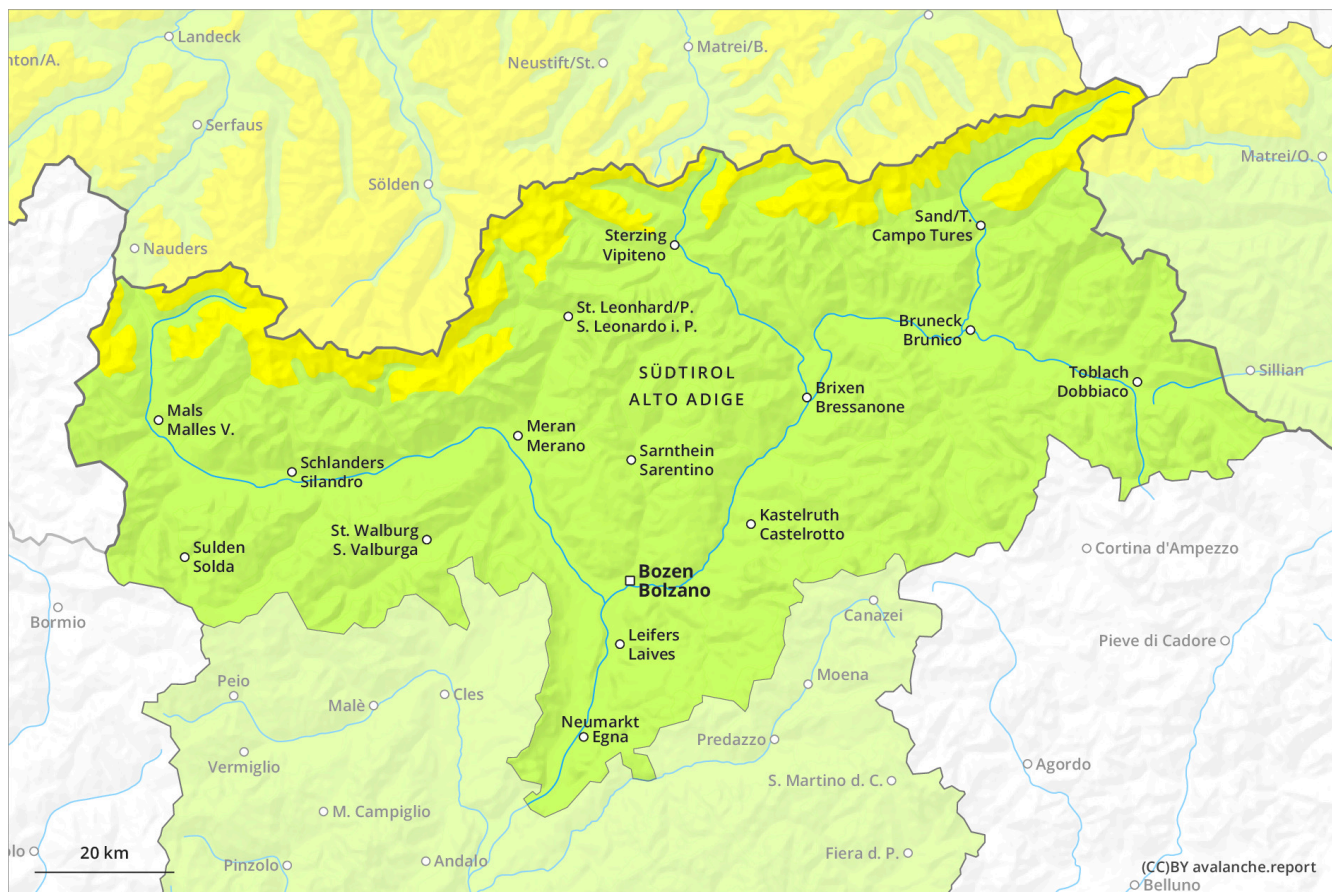 Landeck
nton/A.
Matrei/B.
Neustift/St.
Serfaus
Matrei/O.
Sölden
Sand/T.
Campo Tures
Nauders
Sterzing
Vipiteno
St. Leonhard/P.
S. Leonardo i. P.
Bruneck
Brunico
SÜDTIROL
ALTO ADIGE
Toblach
Dobbiaco
Sillian
Brixen
Bressanone
Mals
Malles V.
Meran
Merano
Sarnthein
Sarentino
Schlanders
Silandro
Kastelruth
Castelrotto
St. Walburg
S. Valburga
Sulden
Solda
Cortina d'Ampezzo
Bozen
Bolzano
Bormio
Canazei
Leifers
Laives
Pieve di Cadore
Moena
Peio
Malè
Cles
Neumarkt
Egna
Predazzo
Vermiglio
Agordo
S. Martino d. C.
M. Campiglio
olo
20 km
Pinzolo
Andalo
Fiera d. P.
(CC)BY avalanche.report
Belluno